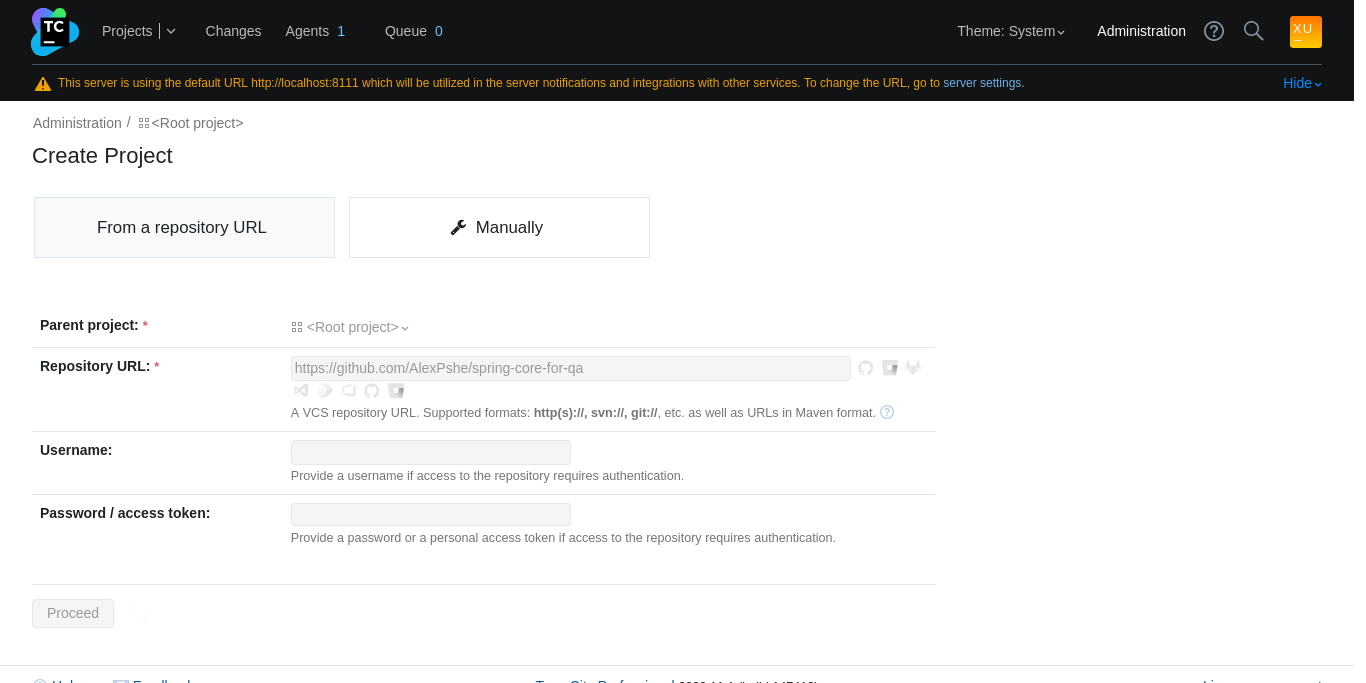 TC Projects Changes Agents 1 Queue 0 Theme: System Administration XU
This server is using the default URL http://localhost:8111 which will be utilized in the server notifications and integrations with other services. To change the URL, go to server settings. Hide
Administration / <Root project>
Create Project
From a repository URL Manually
Parent project: * <Root project>
Repository URL: * https://github.com/AlexPshe/spring-core-for-qa
A VCS repository URL. Supported formats: http(s)://, svn://, git://, etc. as well as URLs in Maven format.
Username:
Provide a username if access to the repository requires authentication.
Password / access token:
Provide a password or a personal access token if access to the repository requires authentication.
Proceed